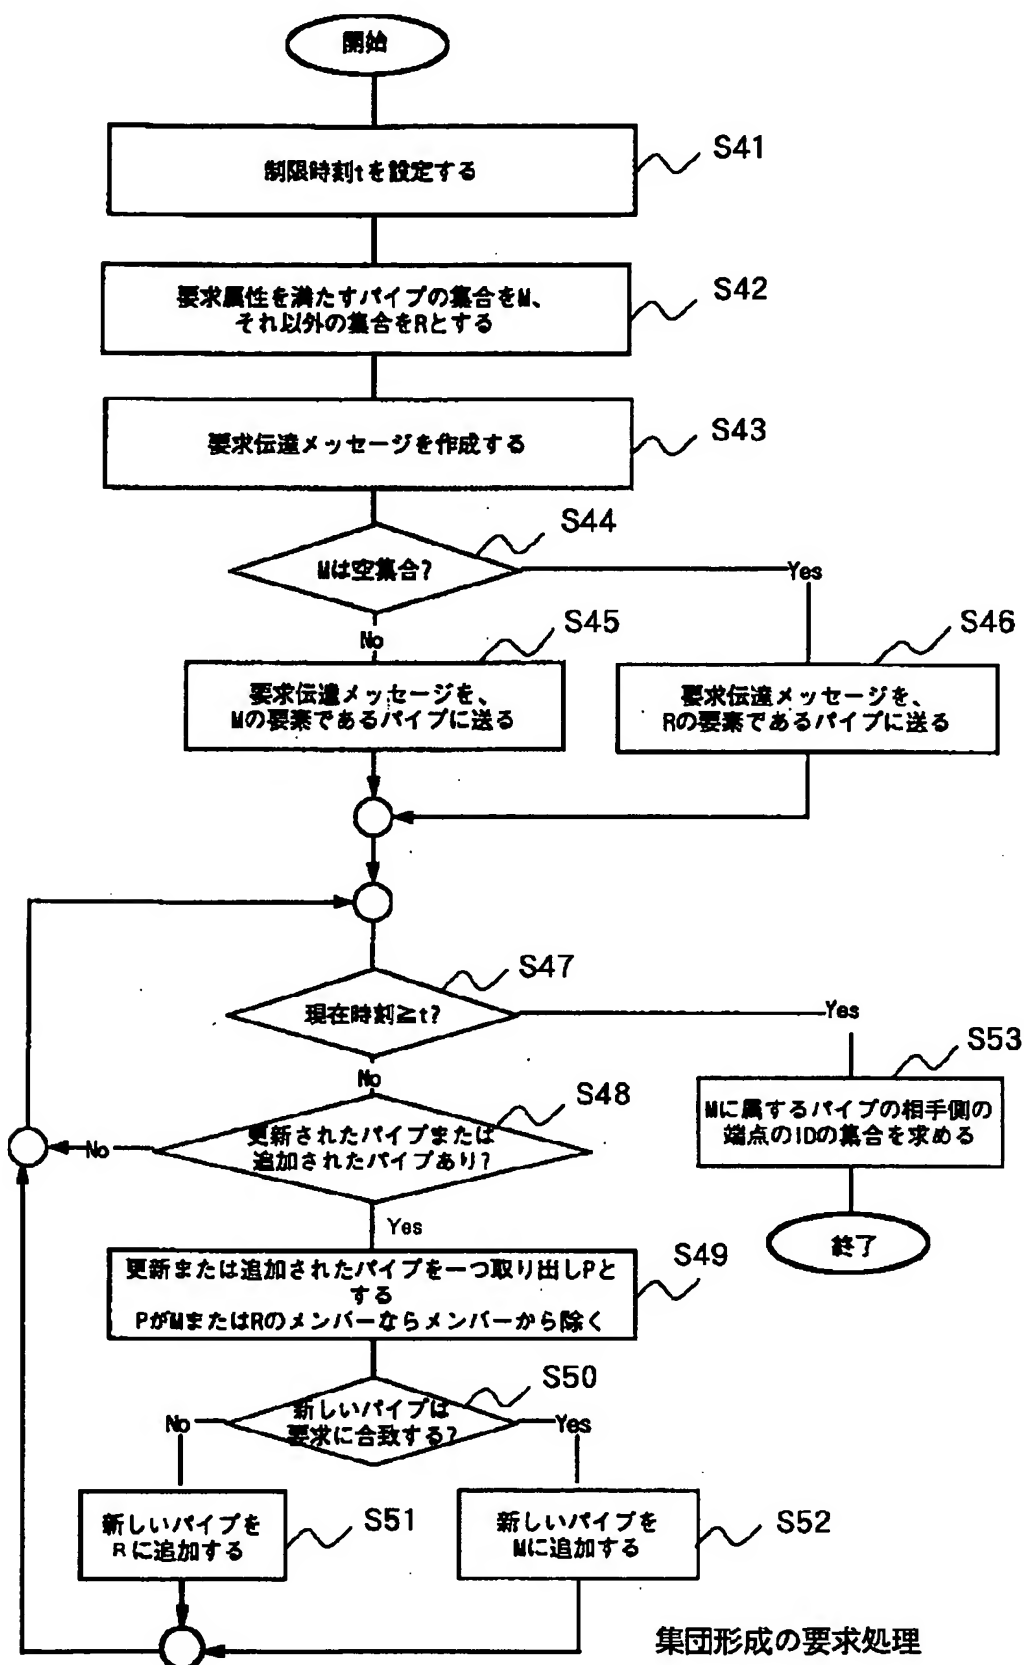 開始
制限時刻tを設定する
S41
要求属性を満たすパイプの集合をM、
それ以外の集合をRとする
S42
要求伝達メッセージを作成する
S43
Mは空集合?
S44
Yes
No
S45
要求伝達メッセージを、
Mの要素であるパイプに送る
S46
要求伝達メッセージを、
Rの要素であるパイプに送る
現在時刻≧t?
S47
Yes
No
S53
Mに属するパイプの相手側の
端点のIDの集合を求める
終了
更新されたパイプまたは
追加されたパイプあり?
S48
No
Yes
更新または追加されたパイプを一つ取り出しPと
する
PがMまたはRのメンバーならメンバーから除く
S49
新しいパイプは
要求に合致する?
S50
No
Yes
新しいパイプを
Rに追加する
S51
新しいパイプを
Mに追加する
S52
集団形成の要求処理